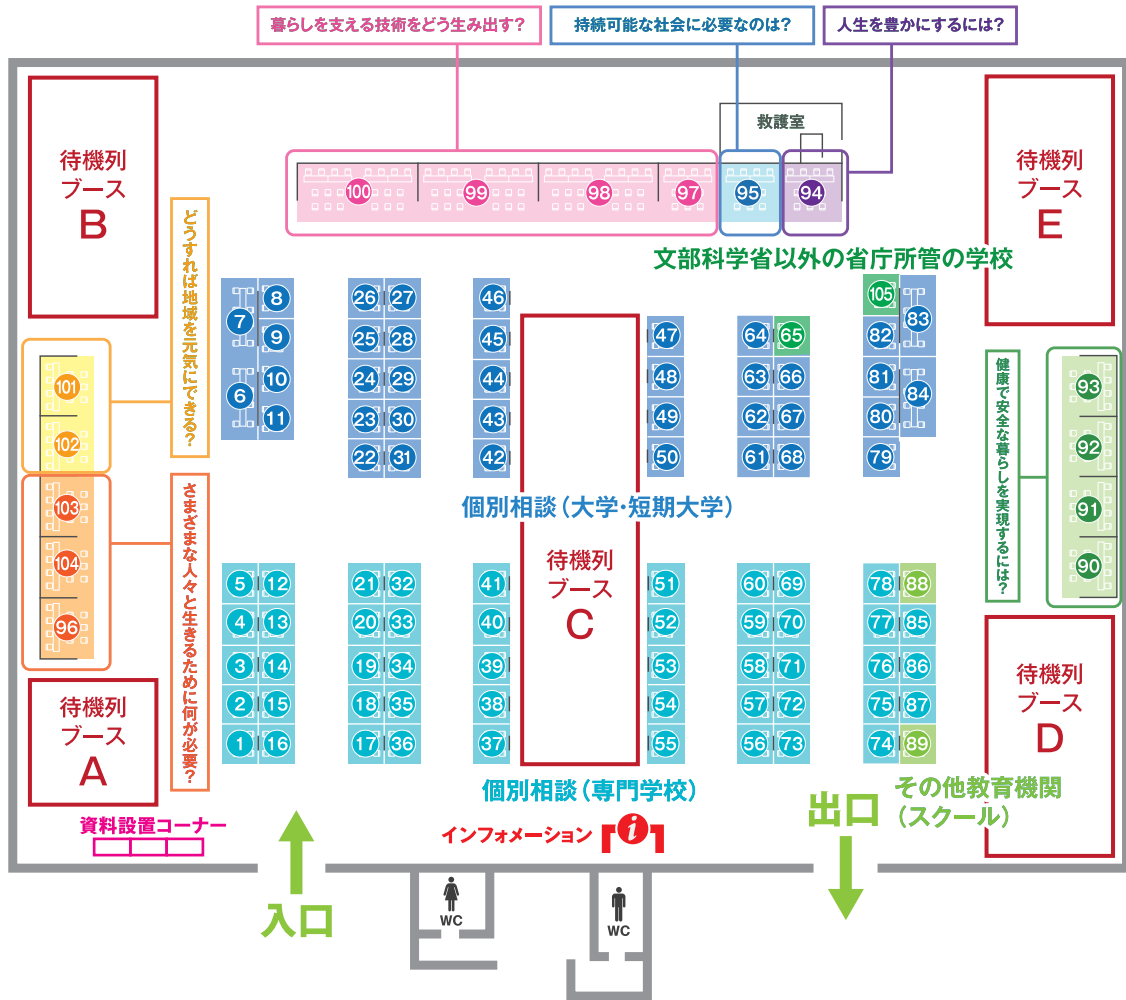 暮らしを支える技術をどう生み出す?
持続可能な社会に必要なのは?
人生を豊かにするには?
救護室
待機列
ブース
B
待機列
ブース
E
100
99
98
97
95
94
文部科学省以外の省庁所管の学校
どうすれば地域を元気にできる?
101
102
さまざまな人々と生きるために何が必要?
103
104
96
健康で安全な暮らしを実現するには?
93
92
91
90
7
8
9
6
10
11
26 27
25 28
24 29
23 30
22 31
46
45
44
43
42
47
48
49
50
64 65
63 66
62 67
61 68
105
83
82
81
84
80
79
個別相談(大学・短期大学)
待機列
ブース
C
5 12
4 13
3 14
2 15
1 16
21 32
20 33
19 34
18 35
17 36
41
40
39
38
37
51
52
53
54
55
60 69
59 70
58 71
57 72
56 73
78 88
77 85
76 86
75 87
74 89
待機列
ブース
A
待機列
ブース
D
個別相談(専門学校)
その他教育機関
(スクール)
資料設置コーナー
インフォメーション
i
出口
入口
WC
WC